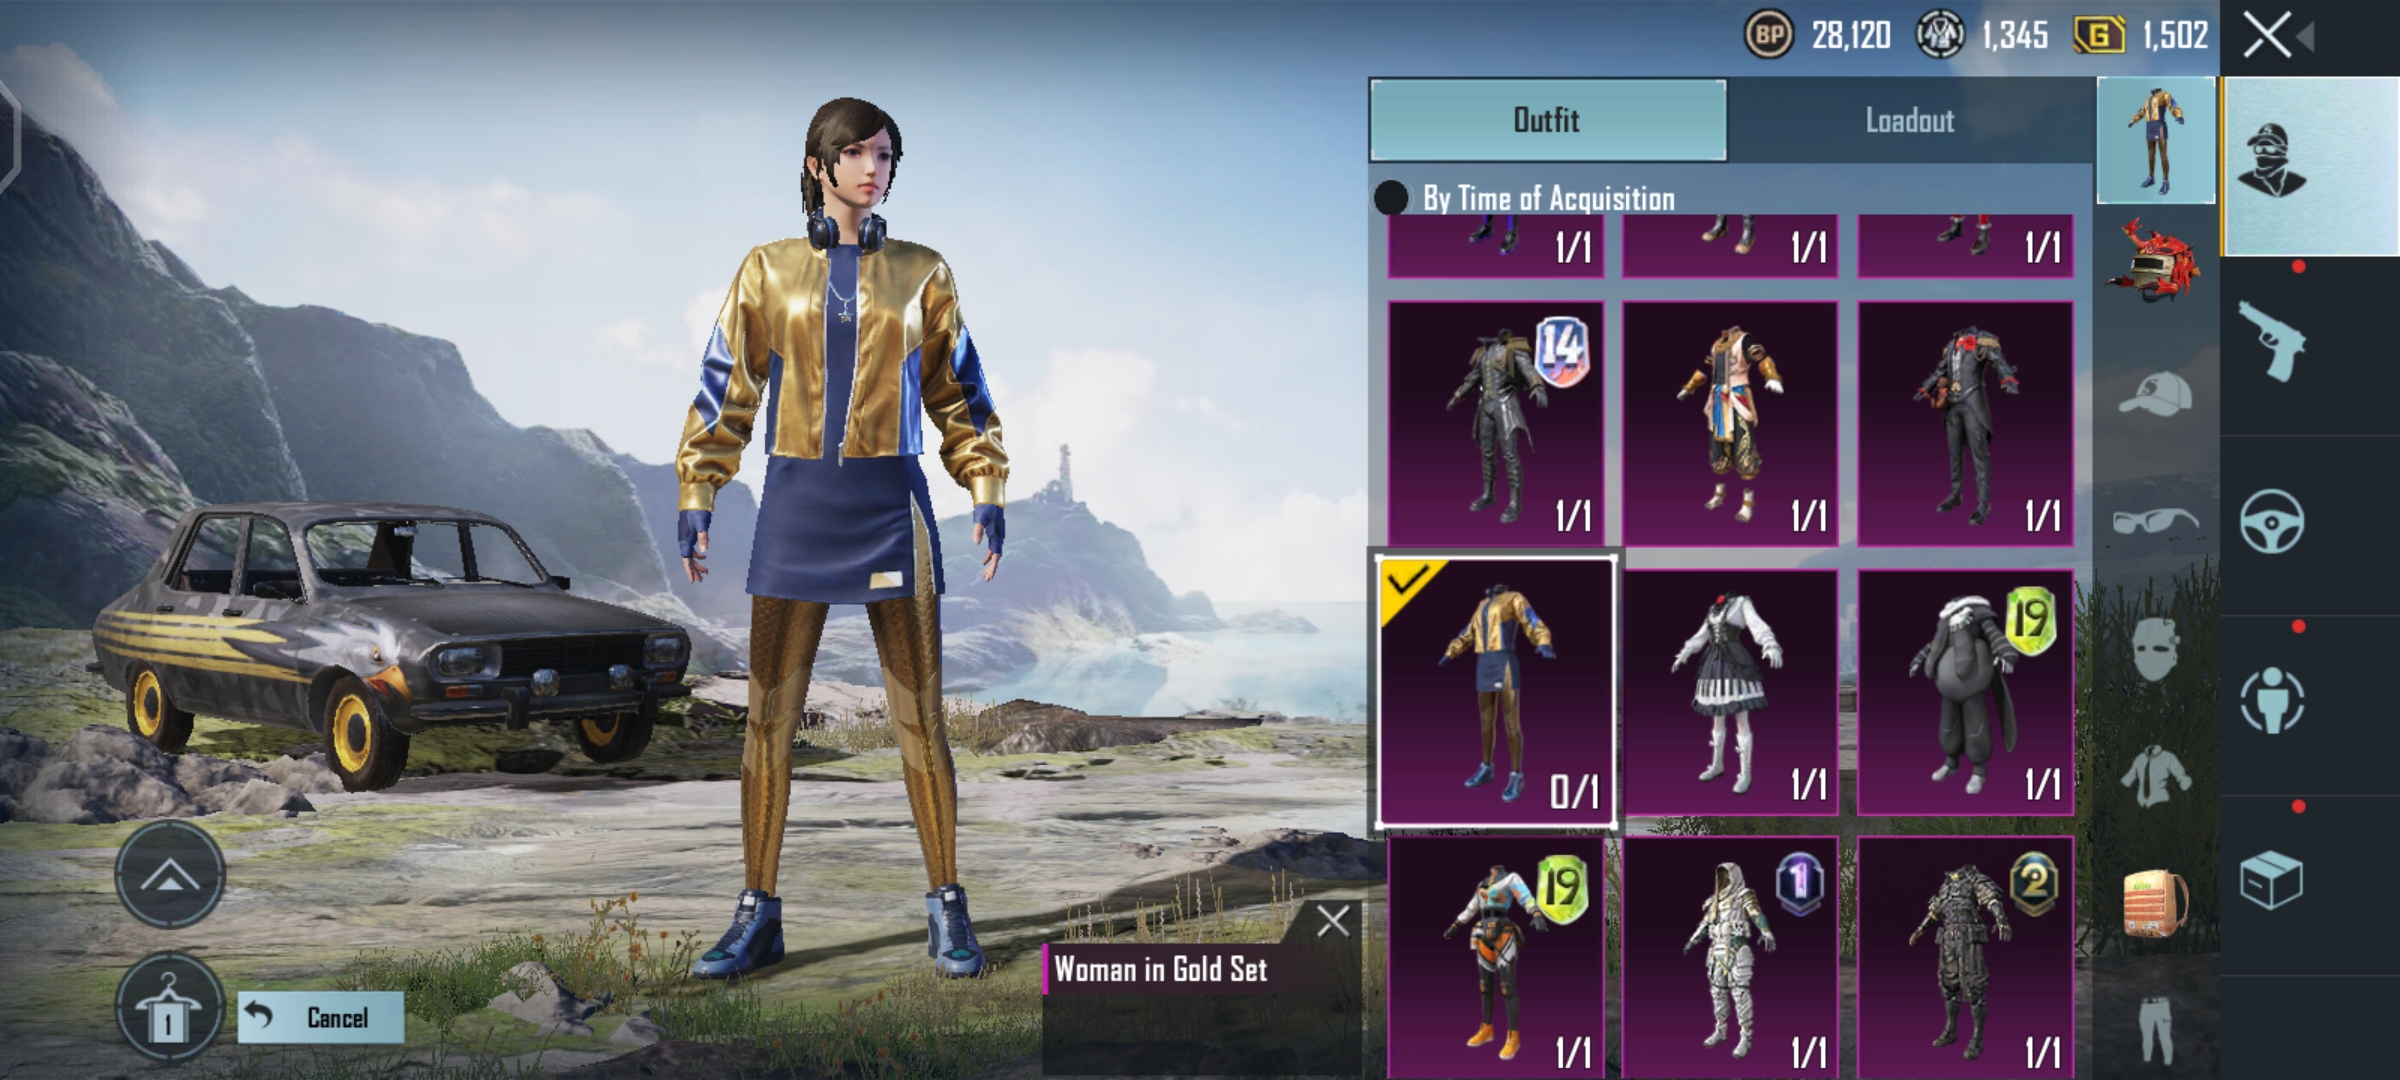 BP 28,120 1,345 G 1,502
Outfit Loadout
By Time of Acquisition
1/1 1/1 1/1
14
1/1 1/1 1/1
19
0/1 1/1 1/1
19 1 2
1/1 1/1 1/1
Woman in Gold Set
1
Cancel